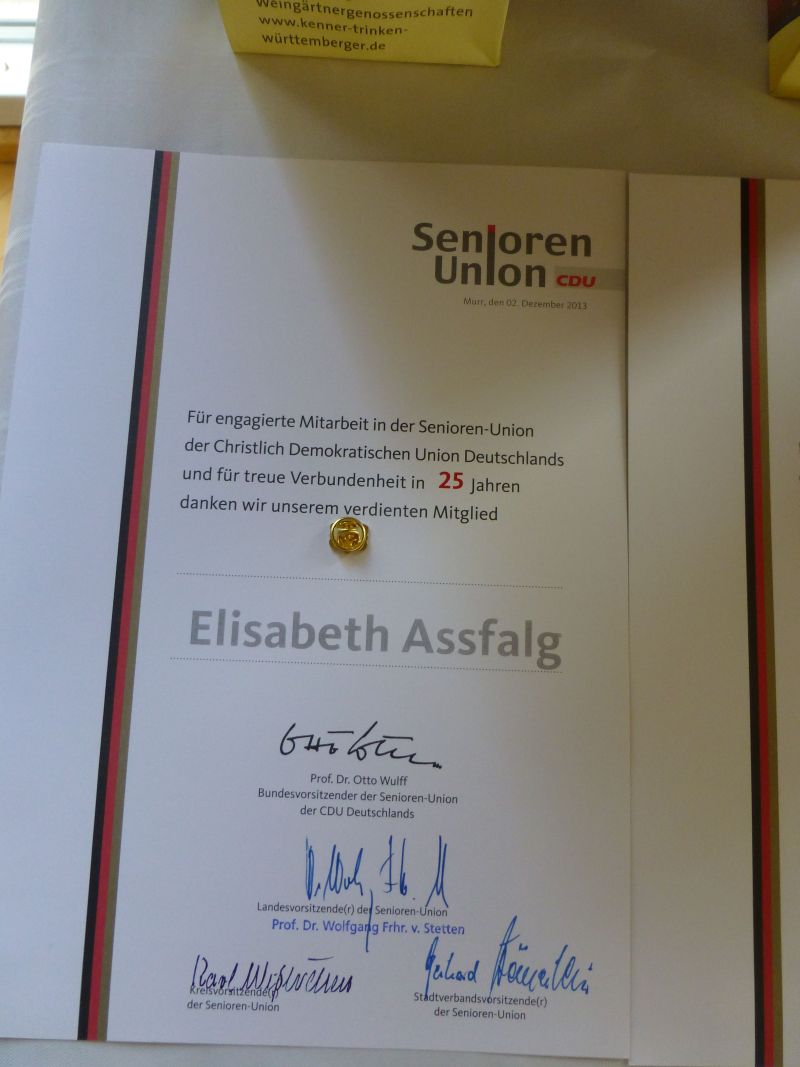 Weingärtnergenossenschaften
www.kenner-trinken-
württemberger.de
Senioren
Union CDU
Murr, den 02. Dezember 2013
Für engagierte Mitarbeit in der Senioren-Union
der Christlich Demokratischen Union Deutschlands
und für treue Verbundenheit in 25 Jahren
danken wir unserem verdienten Mitglied
Elisabeth Assfalg
Prof. Dr. Otto Wulff
Bundesvorsitzender der Senioren-Union
der CDU Deutschlands
Landesvorsitzende(r) der Senioren-Union
Prof. Dr. Wolfgang Frhr. v. Stetten
Karl
Kreisvorsitzende(r)
der Senioren-Union
Gerhard
Stadtverbandsvorsitzende(r)
der Senioren-Union